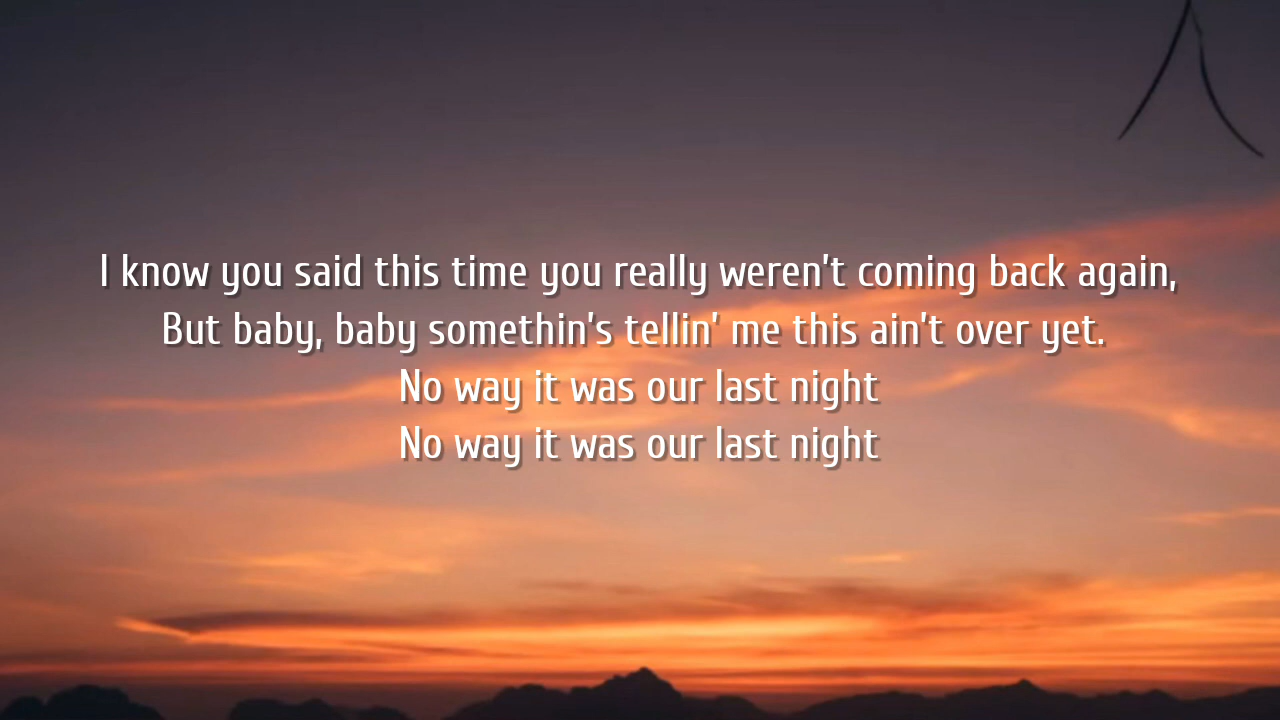 I know you said this time you really weren't coming back again,
But baby, baby somethin's tellin' me this ain't over yet.
No way it was our last night
No way it was our last night